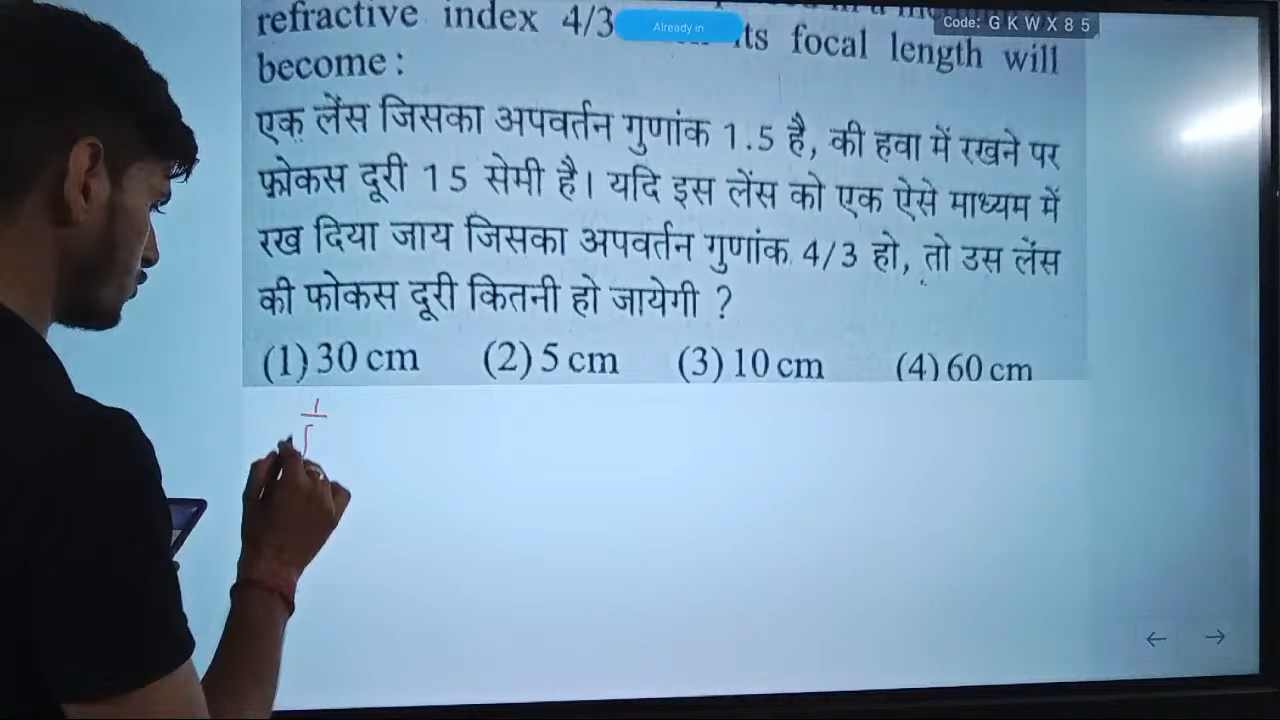 refractive index 4/3 its focal length will
Already in
Code: G K W X 8 5
become :
एक लेंस जिसका अपवर्तन गुणांक 1.5 है, की हवा में रखने पर
फ़ोकस दूरी 15 सेमी है। यदि इस लेंस को एक ऐसे माध्यम में
रख दिया जाय जिसका अपवर्तन गुणांक 4/3 हो, तो उस लेंस
की फोकस दूरी कितनी हो जायेगी ?
(1) 30 cm (2) 5 cm (3) 10 cm (4) 60 cm
1
f